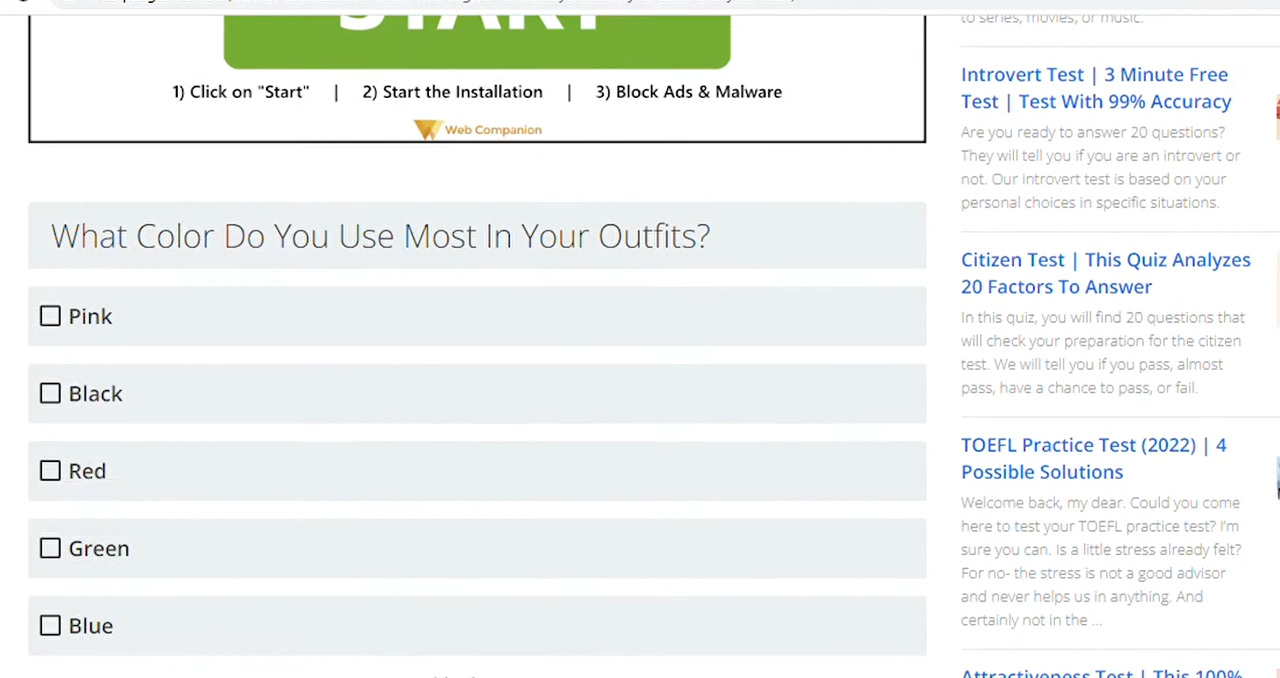 START
1) Click on "Start" | 2) Start the Installation | 3) Block Ads & Malware
Web Companion
What Color Do You Use Most In Your Outfits?
Pink
Black
Red
Green
Blue
to series, movies, or music.
Introvert Test | 3 Minute Free
Test | Test With 99% Accuracy
Are you ready to answer 20 questions?
They will tell you if you are an introvert or
not. Our introvert test is based on your
personal choices in specific situations.
Citizen Test | This Quiz Analyzes
20 Factors To Answer
In this quiz, you will find 20 questions that
will check your preparation for the citizen
test. We will tell you if you pass, almost
pass, have a chance to pass, or fail.
TOEFL Practice Test (2022) | 4
Possible Solutions
Welcome back, my dear. Could you come
here to test your TOEFL practice test? I'm
sure you can. Is a little stress already felt?
For no- the stress is not a good advisor
and never helps us in anything. And
certainly not in the ...
Attractiveness Test | This 100%